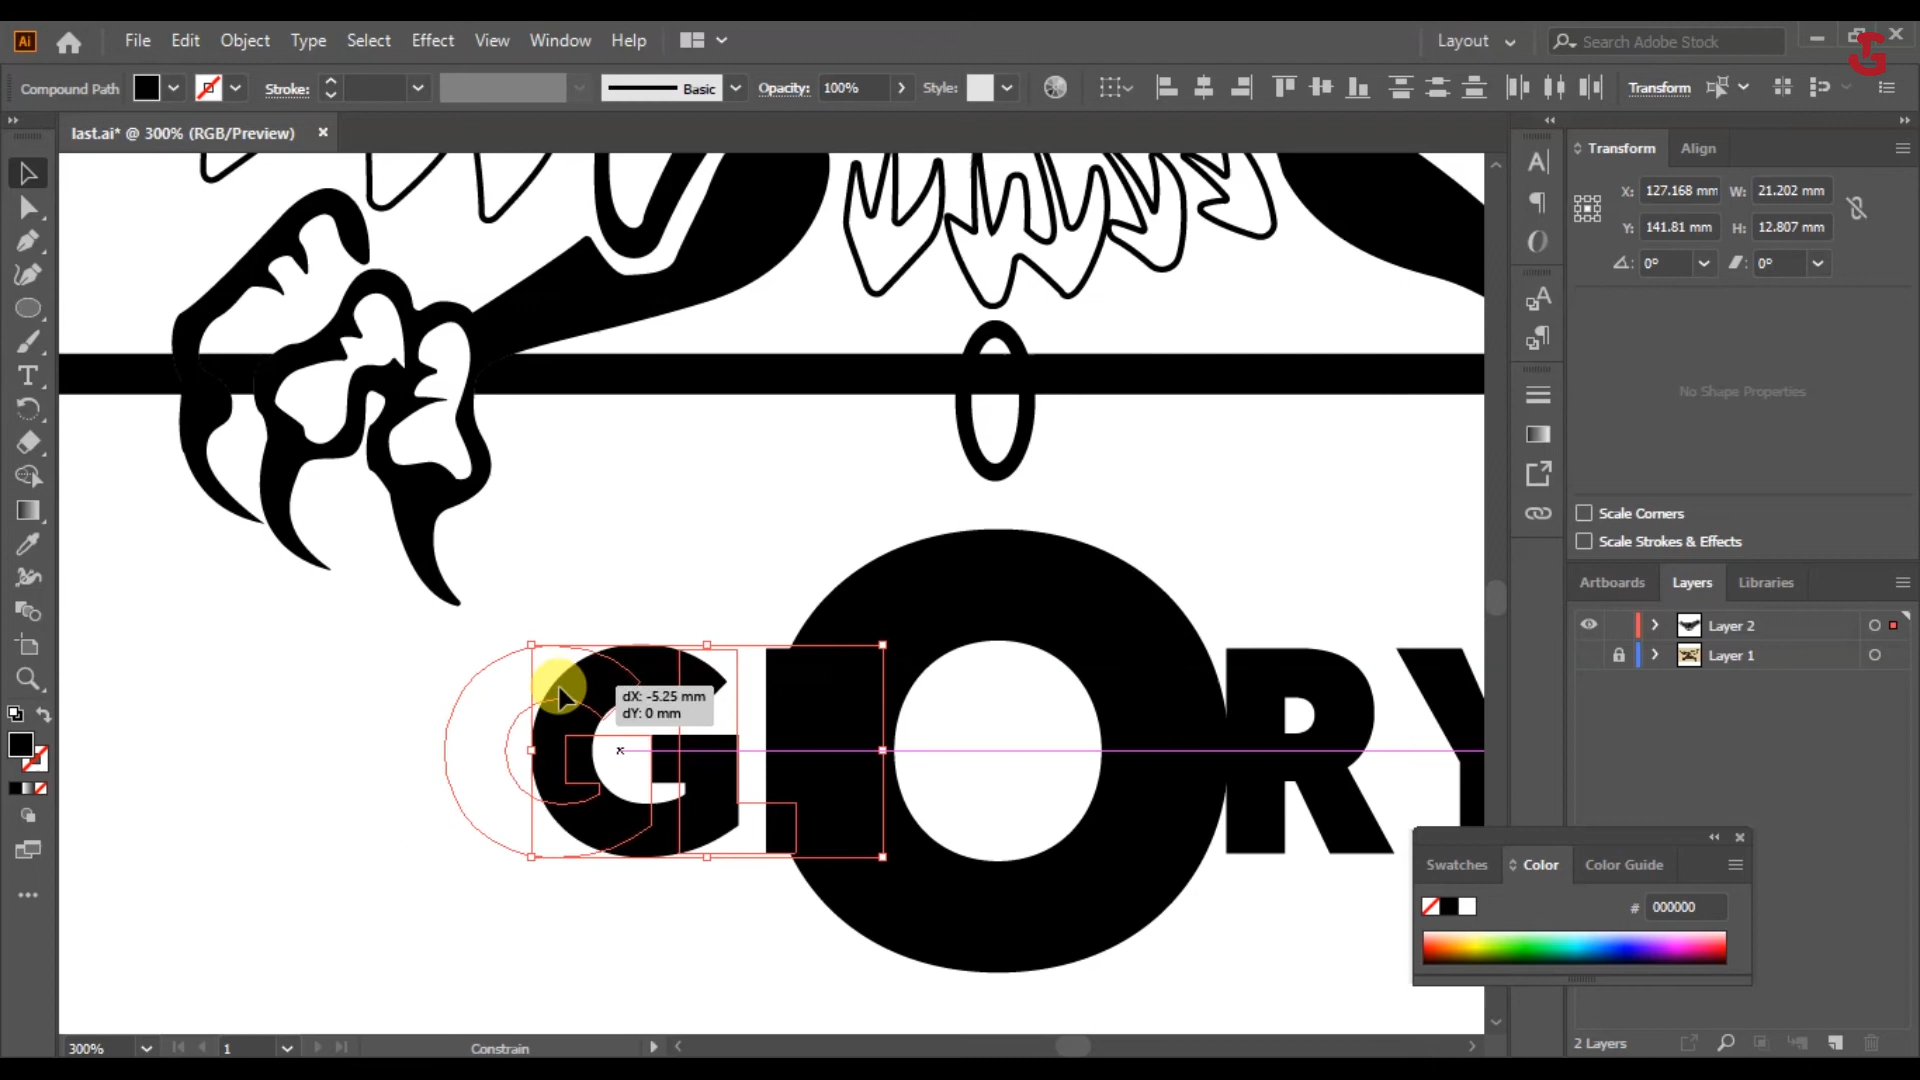 Ai File Edit Object Type Select Effect View Window Help Layout Search Adobe Stock
Compound Path Stroke: Basic Opacity: 100% Style: Transform
last.ai* @ 300% (RGB/Preview) ×
Transform Align
X: 127.168 mm W: 21.202 mm
Y: 141.81 mm H: 12.807 mm
0° 0°
No Shape Properties
Scale Corners
Scale Strokes & Effects
Artboards Layers Libraries
Layer 2
Layer 1
dX: -5.25 mm
dY: 0 mm
GLORY
Swatches Color Color Guide
# 000000
300% 1 Constrain 2 Layers